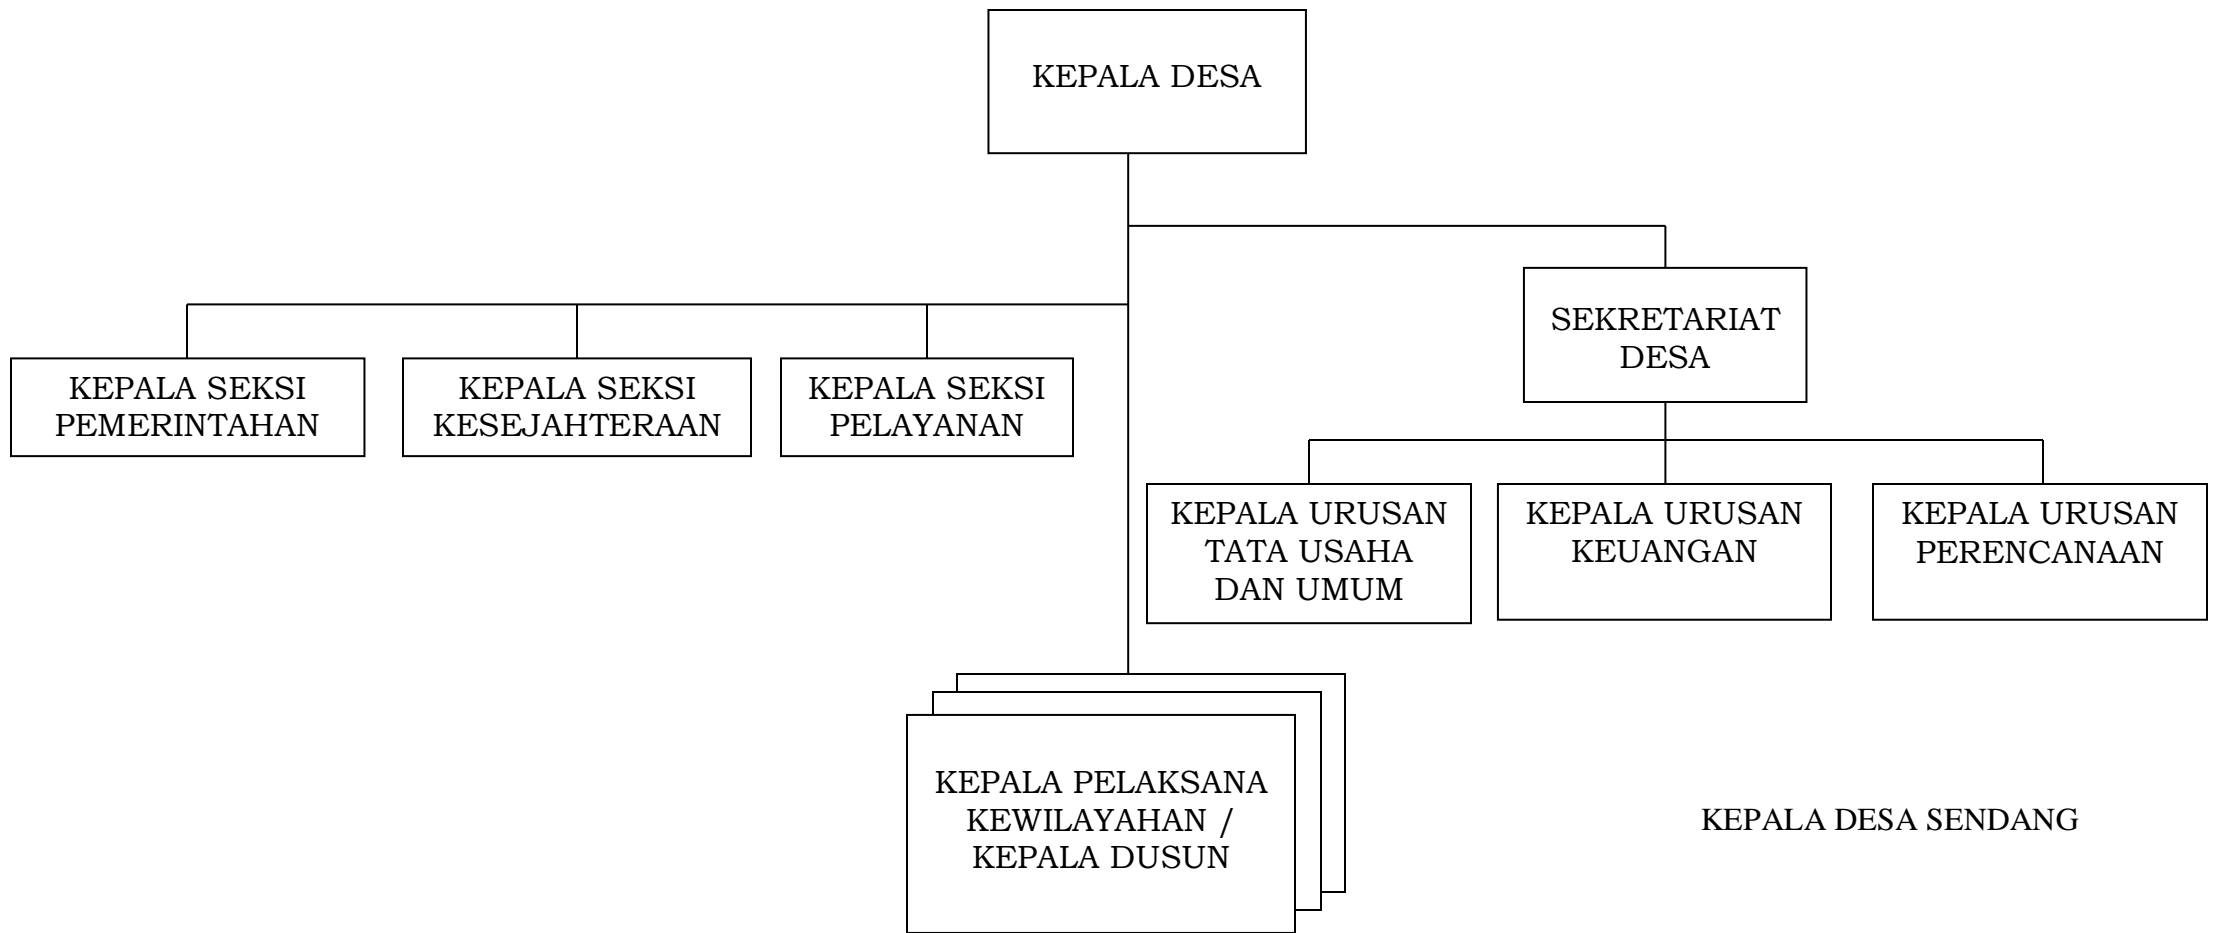 KEPALA DESA
SEKRETARIAT
DESA
KEPALA SEKSI
PEMERINTAHAN
KEPALA SEKSI
KESEJAHTERAAN
KEPALA SEKSI
PELAYANAN
KEPALA URUSAN
TATA USAHA
DAN UMUM
KEPALA URUSAN
KEUANGAN
KEPALA URUSAN
PERENCANAAN
KEPALA PELAKSANA
KEWILAYAHAN /
KEPALA DUSUN
KEPALA DESA SENDANG